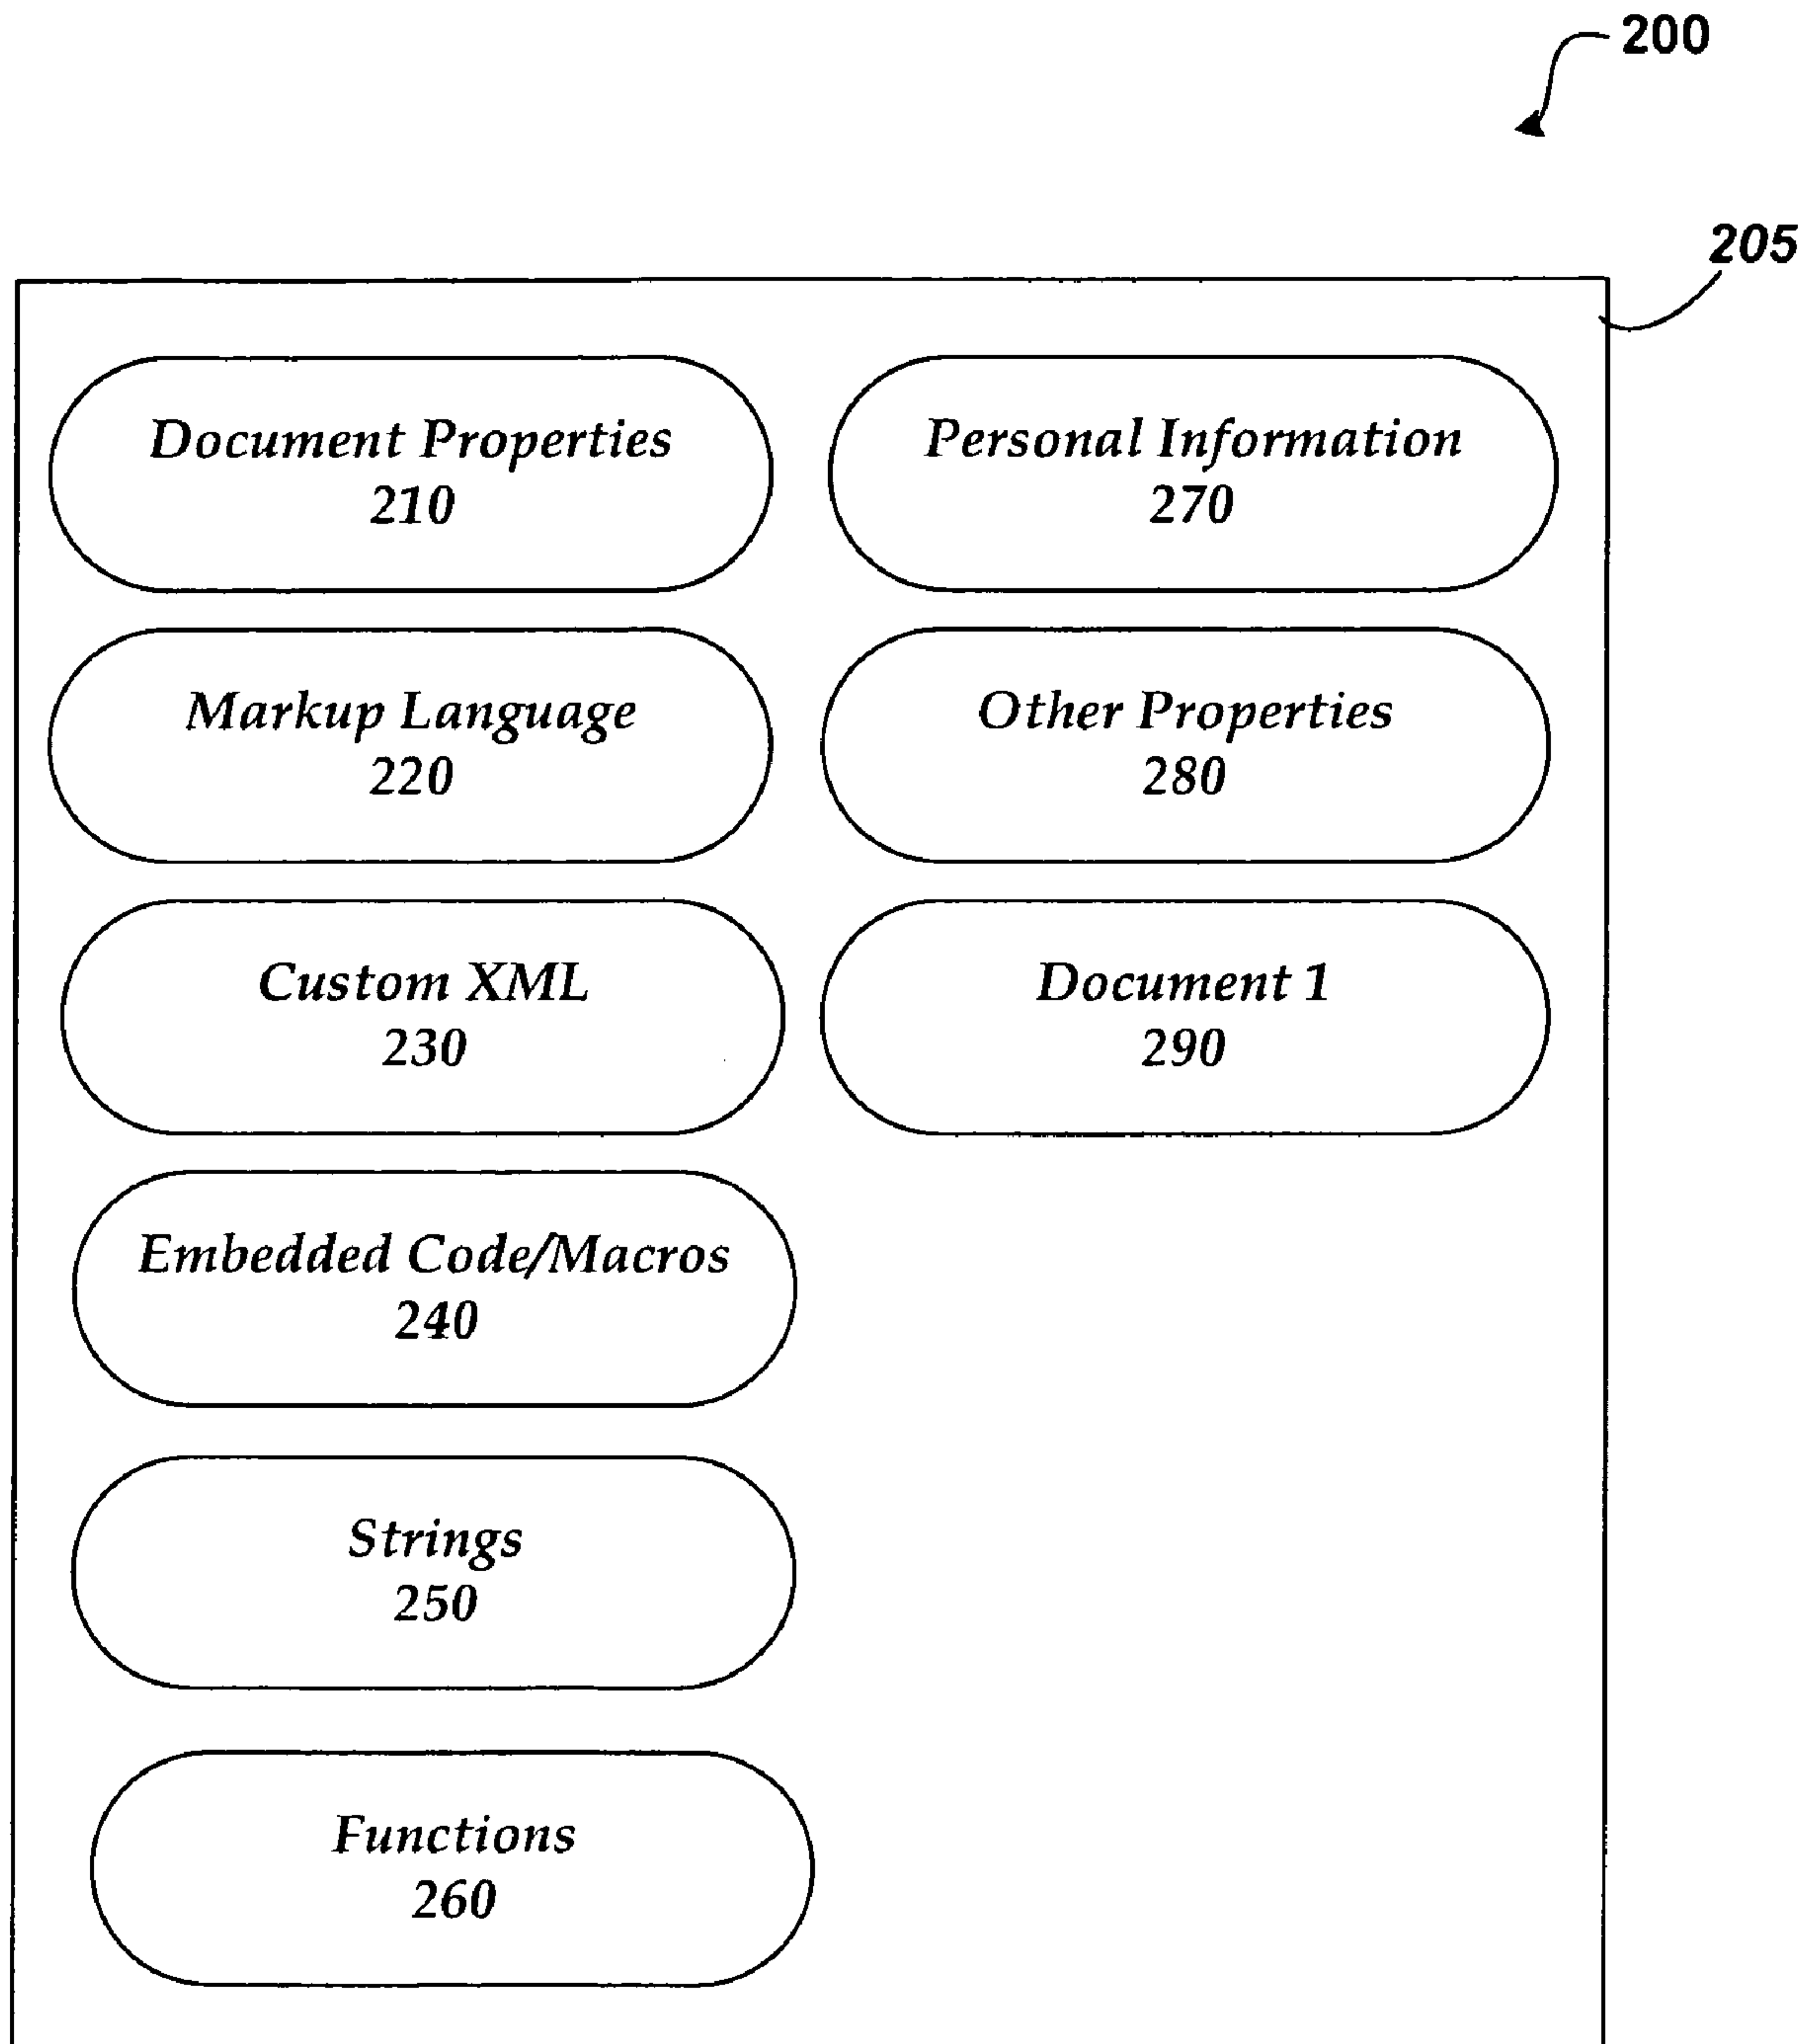 200
205
Document Properties
210
Personal Information
270
Markup Language
220
Other Properties
280
Custom XML
230
Document 1
290
Embedded Code/Macros
240
Strings
250
Functions
260